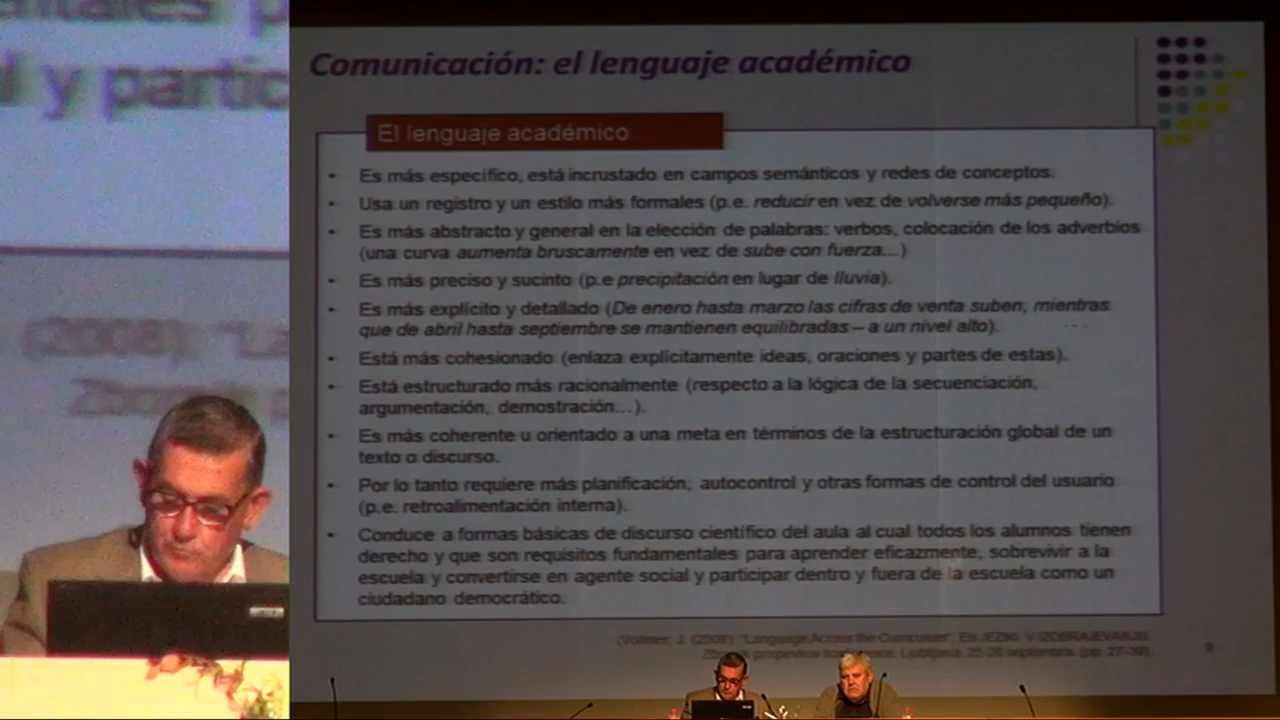 Comunicación: el lenguaje académico
El lenguaje académico
Es más específico, está incrustado en campos semánticos y redes de conceptos.
Usa un registro y un estilo más formales (p.e. reducir en vez de volverse más pequeño).
Es más abstracto y general en la elección de palabras: verbos, colocación de los adverbios
(una curva aumenta bruscamente en vez de sube con fuerza...)
Es más preciso y sucinto (p.e precipitación en lugar de lluvia).
Es más explícito y detallado (De enero hasta marzo las cifras de venta suben, mientras
que de abril hasta septiembre se mantienen equilibradas – a un nivel alto).
Está más cohesionado (enlaza explícitamente ideas, oraciones y partes de estas).
Está estructurado más racionalmente (respecto a la lógica de la secuenciación,
argumentación, demostración...).
Es más coherente u orientado a una meta en términos de la estructuración global de un
texto o discurso.
Por lo tanto requiere más planificación, autocontrol y otras formas de control del usuario
(p.e. retroalimentación interna).
Conduce a formas básicas de discurso científico del aula al cual todos los alumnos tienen
derecho y que son requisitos fundamentales para aprender eficazmente, sobrevivir a la
escuela y convertirse en agente social y participar dentro y fuera de la escuela como un
ciudadano democrático.
(Vollmer, J. (2008): "Language Across the Curriculum". En JEZIKI V IZOBRAŽEVANJU.
Zbornik prispevkov konference. Ljubljana, 25-26 septiembra. (pp. 27-39)
9
l y partic
(2008): "La
Zbornik